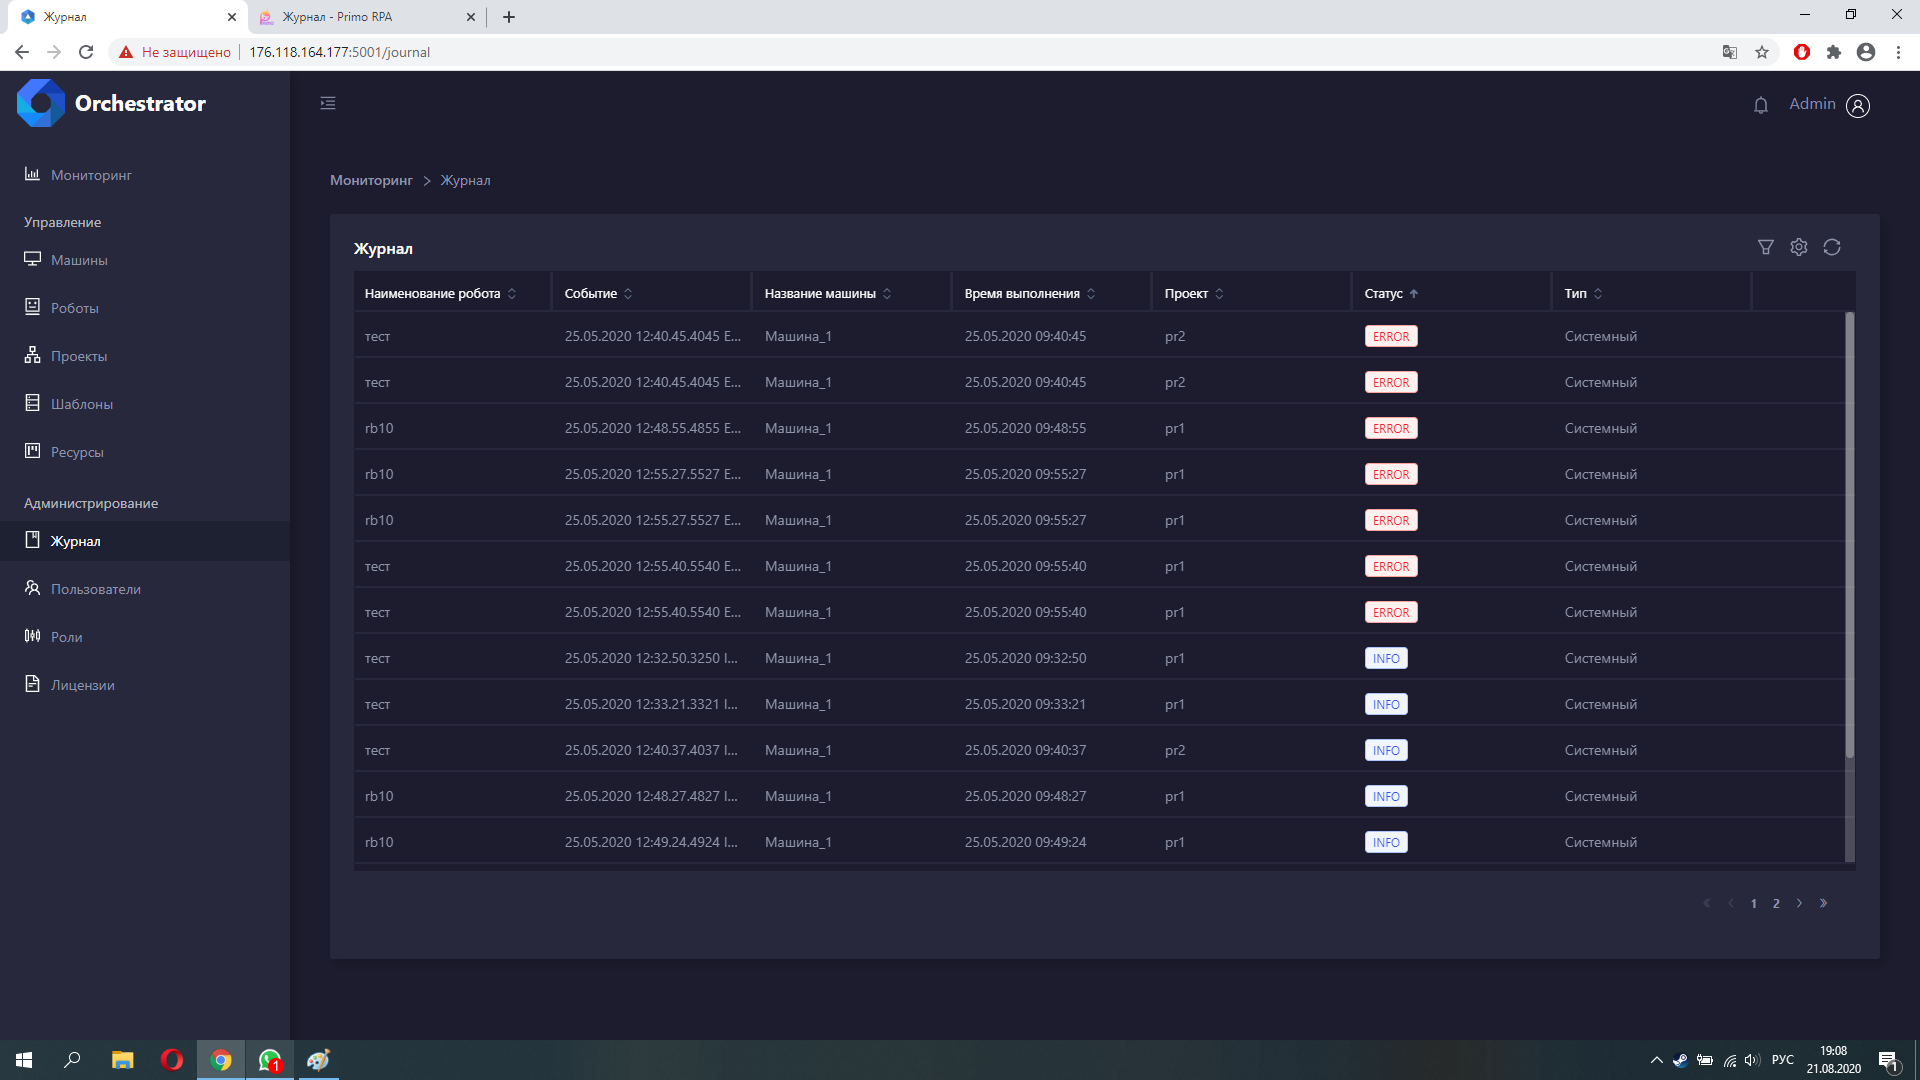 Журнал
Журнал - Primo RPA
Не защищено
176.118.164.177:5001/journal
Orchestrator
Admin
Мониторинг
Управление
Машины
Роботы
Проекты
Шаблоны
Ресурсы
Администрирование
Журнал
Пользователи
Роли
Лицензии
Мониторинг > Журнал
Журнал
Наименование робота Событие Название машины Время выполнения Проект Статус Тип
тест 25.05.2020 12:40.45.4045 E... Машина_1 25.05.2020 09:40:45 pr2 ERROR Системный
тест 25.05.2020 12:40.45.4045 E... Машина_1 25.05.2020 09:40:45 pr2 ERROR Системный
rb10 25.05.2020 12:48.55.4855 E... Машина_1 25.05.2020 09:48:55 pr1 ERROR Системный
rb10 25.05.2020 12:55.27.5527 E... Машина_1 25.05.2020 09:55:27 pr1 ERROR Системный
rb10 25.05.2020 12:55.27.5527 E... Машина_1 25.05.2020 09:55:27 pr1 ERROR Системный
тест 25.05.2020 12:55.40.5540 E... Машина_1 25.05.2020 09:55:40 pr1 ERROR Системный
тест 25.05.2020 12:55.40.5540 E... Машина_1 25.05.2020 09:55:40 pr1 ERROR Системный
тест 25.05.2020 12:32.50.3250 I... Машина_1 25.05.2020 09:32:50 pr1 INFO Системный
тест 25.05.2020 12:33.21.3321 I... Машина_1 25.05.2020 09:33:21 pr1 INFO Системный
тест 25.05.2020 12:40.37.4037 I... Машина_1 25.05.2020 09:40:37 pr2 INFO Системный
rb10 25.05.2020 12:48.27.4827 I... Машина_1 25.05.2020 09:48:27 pr1 INFO Системный
rb10 25.05.2020 12:49.24.4924 I... Машина_1 25.05.2020 09:49:24 pr1 INFO Системный
« ‹ 1 2 › »
1
РУС
19:08
21.08.2020
1